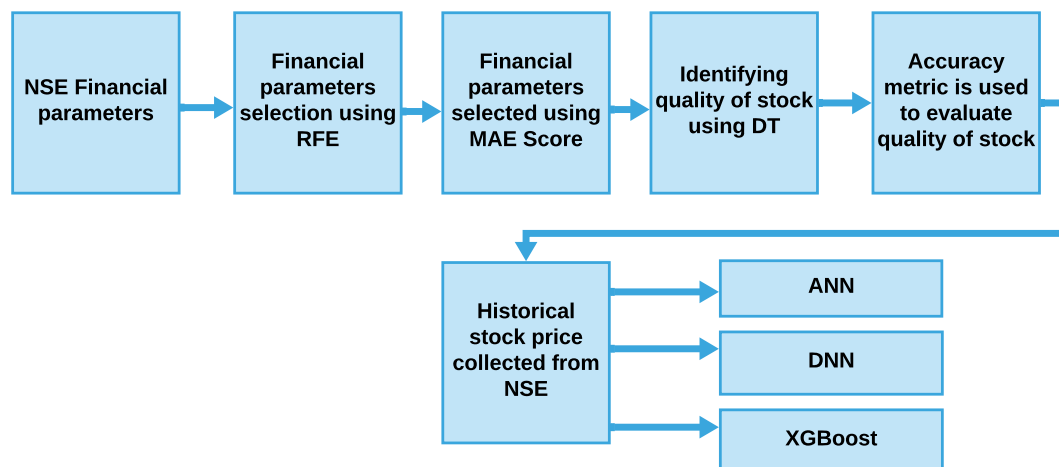 NSE Financial
parameters
Financial
parameters
selection using
RFE
Financial
parameters
selected using
MAE Score
Identifying
quality of stock
using DT
Accuracy
metric is used
to evaluate
quality of stock
Historical
stock price
collected from
NSE
ANN
DNN
XGBoost